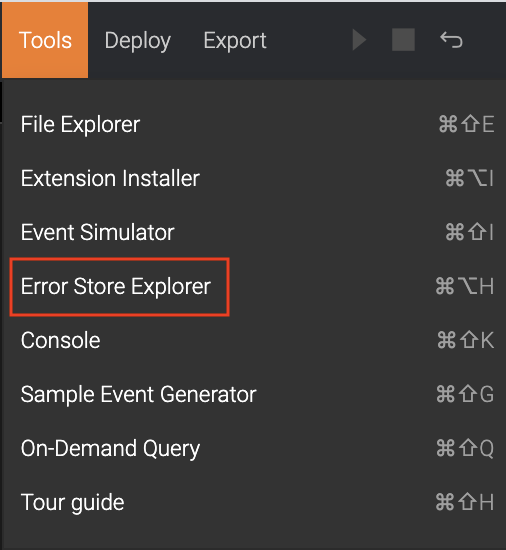 Tools Deploy Export
File Explorer ⌘⇧E
Extension Installer ⌘⌥I
Event Simulator ⌘⇧I
Error Store Explorer ⌘⌥H
Console ⌘⇧K
Sample Event Generator ⌘⇧G
On-Demand Query ⌘⇧Q
Tour guide ⌘⇧H